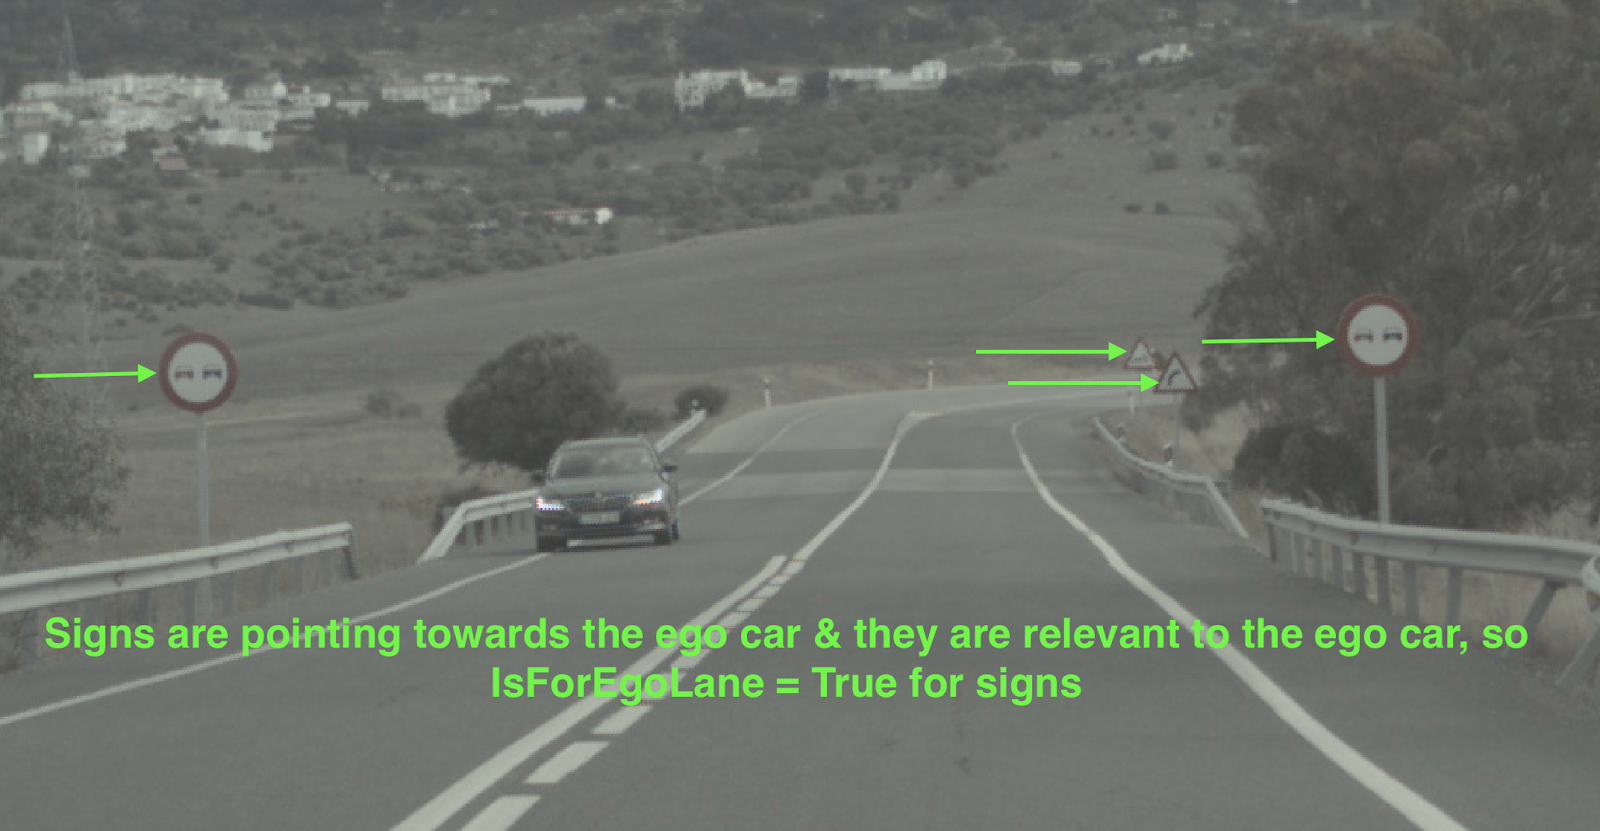 Signs are pointing towards the ego car & they are relevant to the ego car, so
IsForEgoLane = True for signs